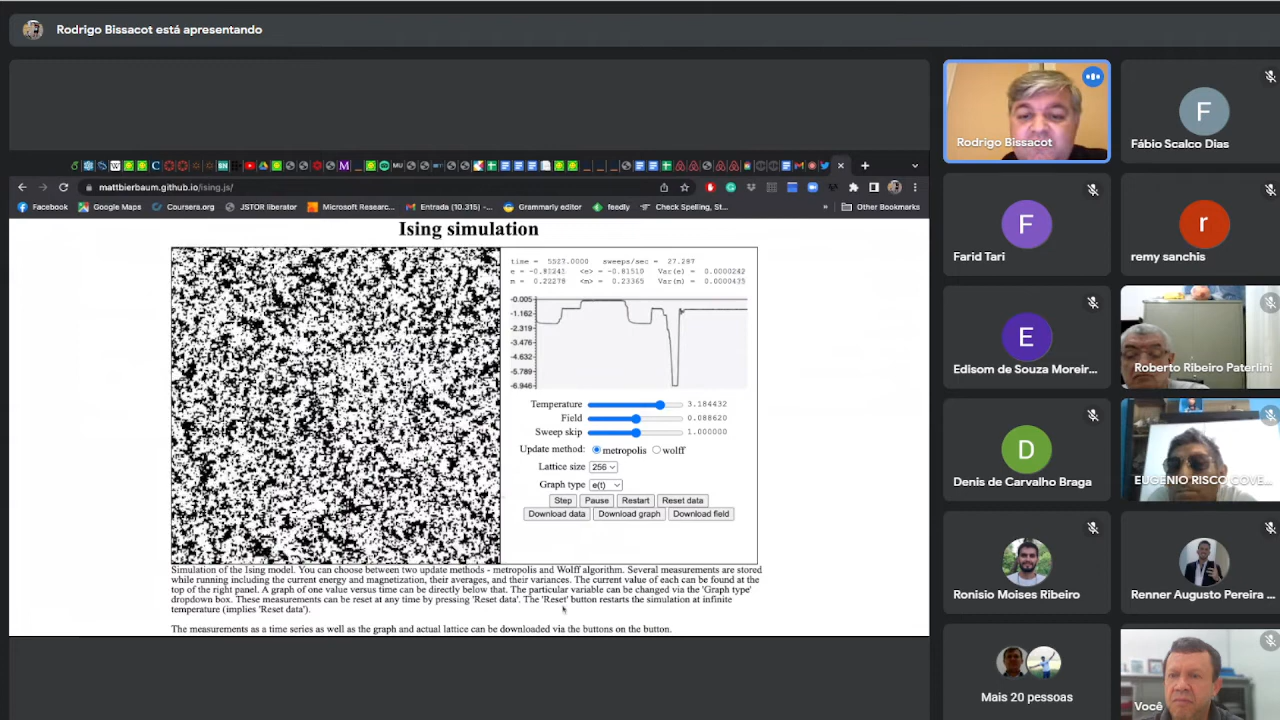 Rodrigo Bissacot está apresentando
mattbierbaum.github.io/ising.js/
Facebook
Google Maps
Coursera.org
JSTOR liberator
Microsoft Researc...
Entrada (10.315) -...
Grammarly editor
feedly
Check Spelling, St...
»
Other Bookmarks
Ising simulation
time = 5527.0000 sweeps/sec = 27.297
<e> = -0.81510 Var(e) = 0.0000242
<m> = 0.23365 Var(m) = 0.0000435
-0.005
-1.162
-2.319
-3.476
-4.632
-5.789
-6.946
Temperature 3.184432
Field 0.088620
Sweep skip 1.000000
Update method: metropolis wolff
Lattice size 256
Graph type e(t)
Step Pause Restart Reset data
Download data Download graph Download field
Simulation of the Ising model. You can choose between two update methods - metropolis and Wolff algorithm. Several measurements are stored
while running including the current energy and magnetization, their averages, and their variances. The current value of each can be found at the
top of the right panel. A graph of one value versus time can be directly below that. The particular variable can be changed via the 'Graph type'
dropdown box. These measurements can be reset at any time by pressing 'Reset data'. The 'Reset' button restarts the simulation at infinite
temperature (implies 'Reset data').
The measurements as a time series as well as the graph and actual lattice can be downloaded via the buttons on the button.
Rodrigo Bissacot
F
Fábio Scalco Dias
F
Farid Tari
r
remy sanchis
E
Edisom de Souza Moreir...
Roberto Ribeiro Paterlini
D
Denis de Carvalho Braga
EUGENIO RISCO COVE...
Ronisio Moises Ribeiro
Renner Augusto Pereira ...
Mais 20 pessoas
Você